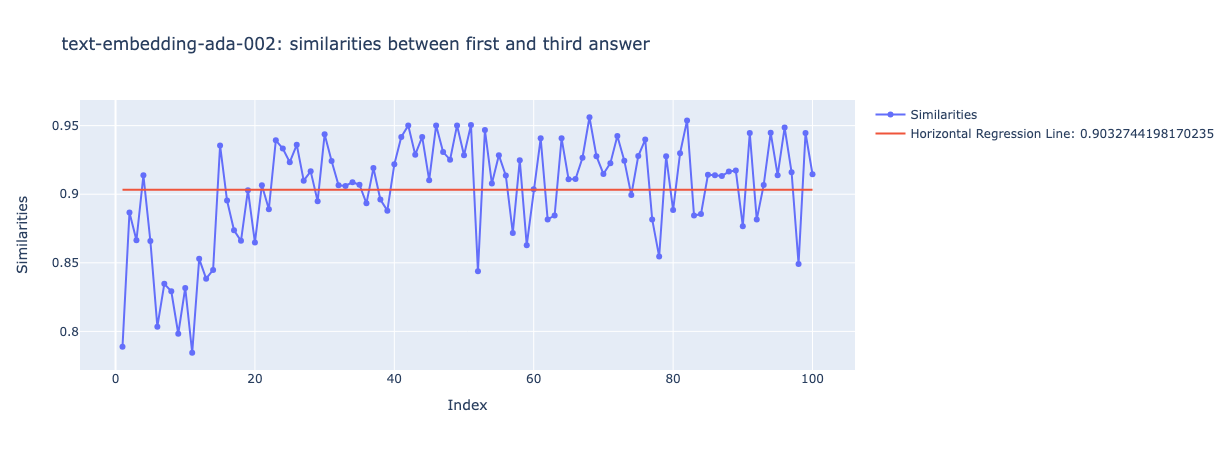 text-embedding-ada-002: similarities between first and third answer
Similarities
Horizontal Regression Line: 0.9032744198170235
0.95
0.9
0.85
0.8
Similarities
0
20
40
60
80
100
Index